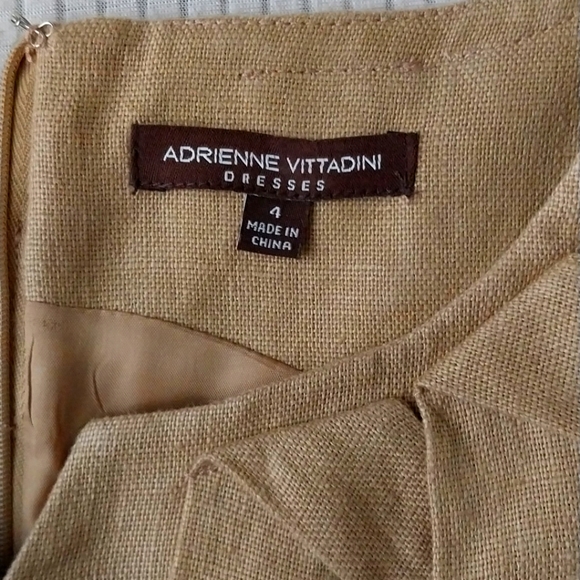 ADRIENNE VITTADINI
DRESSES
4
MADE IN
CHINA